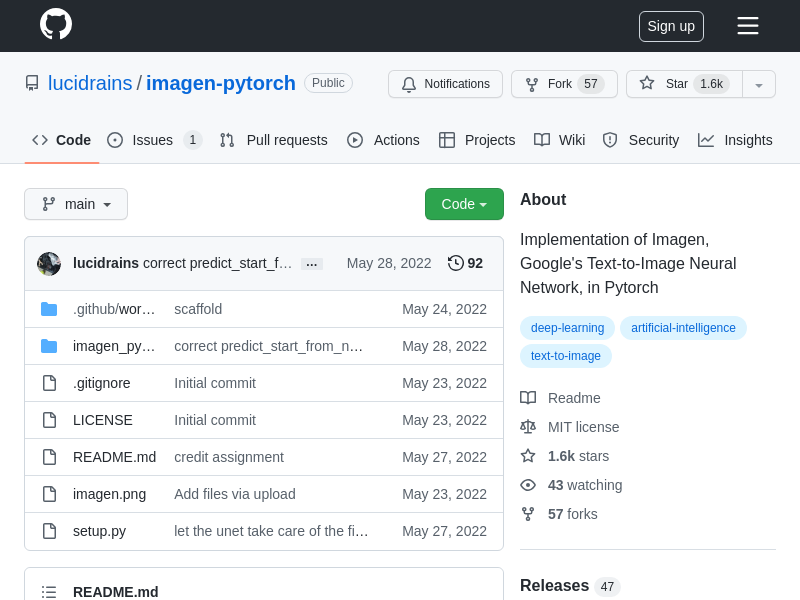 Sign up
lucidrains / imagen-pytorch Public
Notifications Fork 57 Star 1.6k
Code Issues 1 Pull requests Actions Projects Wiki Security Insights
main Code
lucidrains correct predict_start_f… … May 28, 2022 92
.github/wor… scaffold May 24, 2022
imagen_py… correct predict_start_from_n… May 28, 2022
.gitignore Initial commit May 23, 2022
LICENSE Initial commit May 23, 2022
README.md credit assignment May 27, 2022
imagen.png Add files via upload May 23, 2022
setup.py let the unet take care of the fi… May 27, 2022
README.md
About
Implementation of Imagen,
Google's Text-to-Image Neural
Network, in Pytorch
deep-learning artificial-intelligence
text-to-image
Readme
MIT license
1.6k stars
43 watching
57 forks
Releases 47